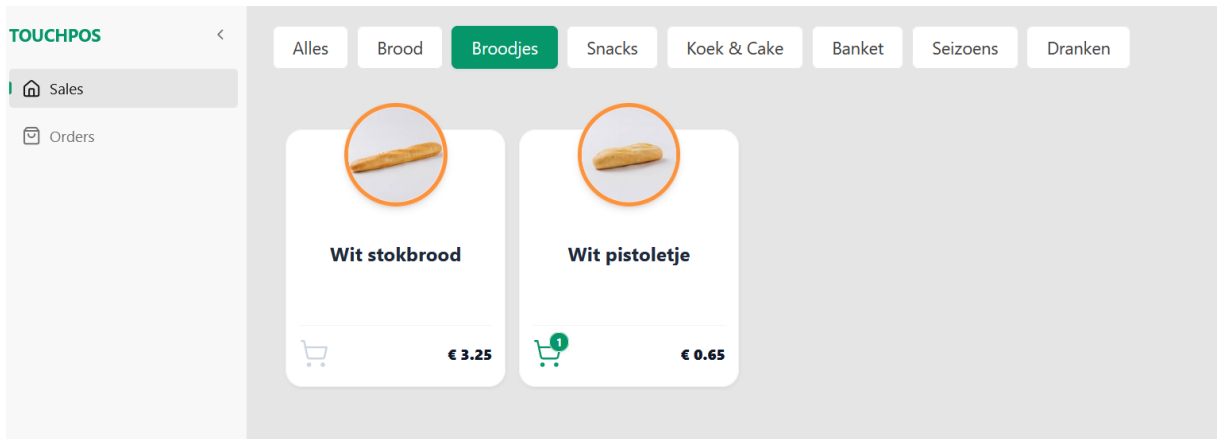 TOUCHPOS
Sales
Orders
Alles Brood Broodjes Snacks Koek & Cake Banket Seizoens Dranken
Wit stokbrood
€ 3.25
Wit pistoletje
1
€ 0.65